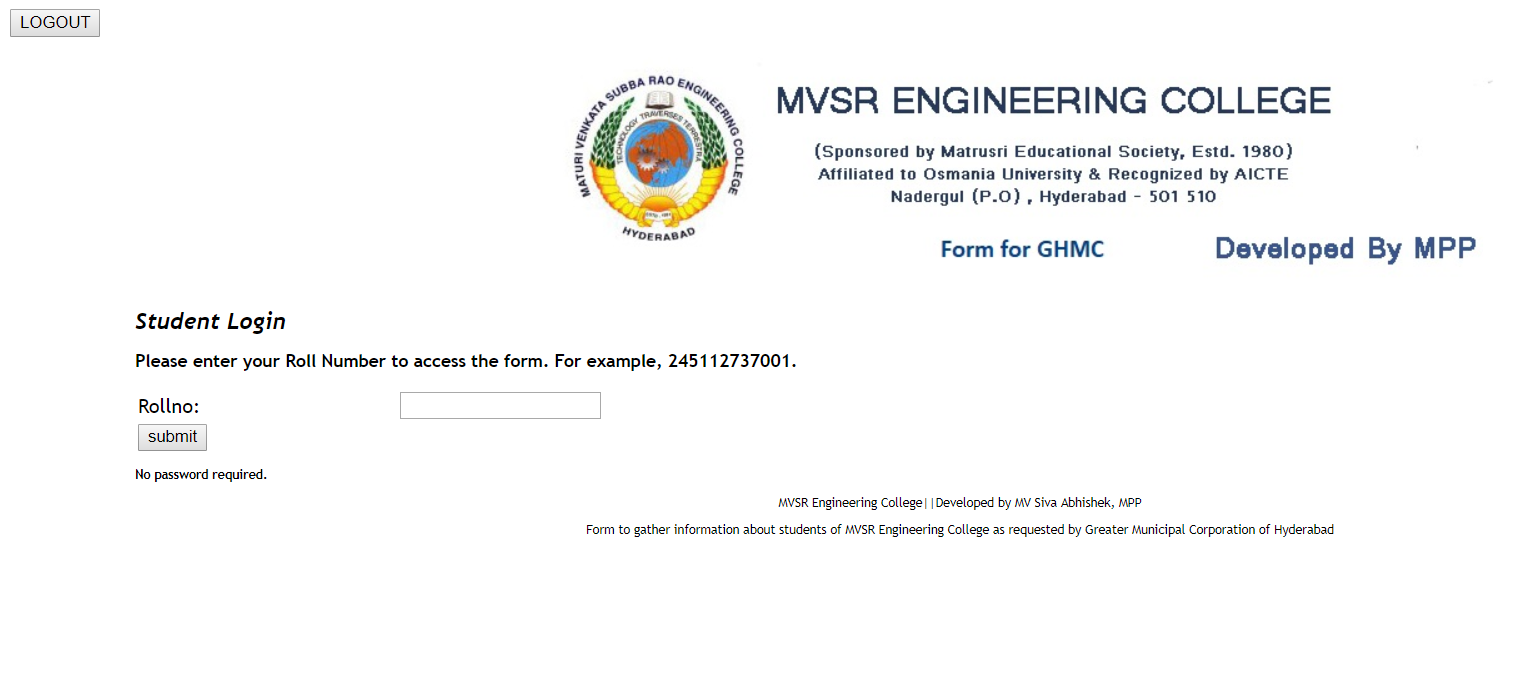 LOGOUT
MATURI VENKATA SUBBA RAO ENGINEERING COLLEGE
TECHNOLOGY TRAVERSES TERRESTRA
HYDERABAD
MVSR ENGINEERING COLLEGE
(Sponsored by Matrusri Educational Society, Estd. 1980)
Affiliated to Osmania University & Recognized by AICTE
Nadergul (P.O) , Hyderabad - 501 510
Form for GHMC
Developed By MPP
Student Login
Please enter your Roll Number to access the form. For example, 245112737001.
Rollno:
submit
No password required.
MVSR Engineering College||Developed by MV Siva Abhishek, MPP
Form to gather information about students of MVSR Engineering College as requested by Greater Municipal Corporation of Hyderabad